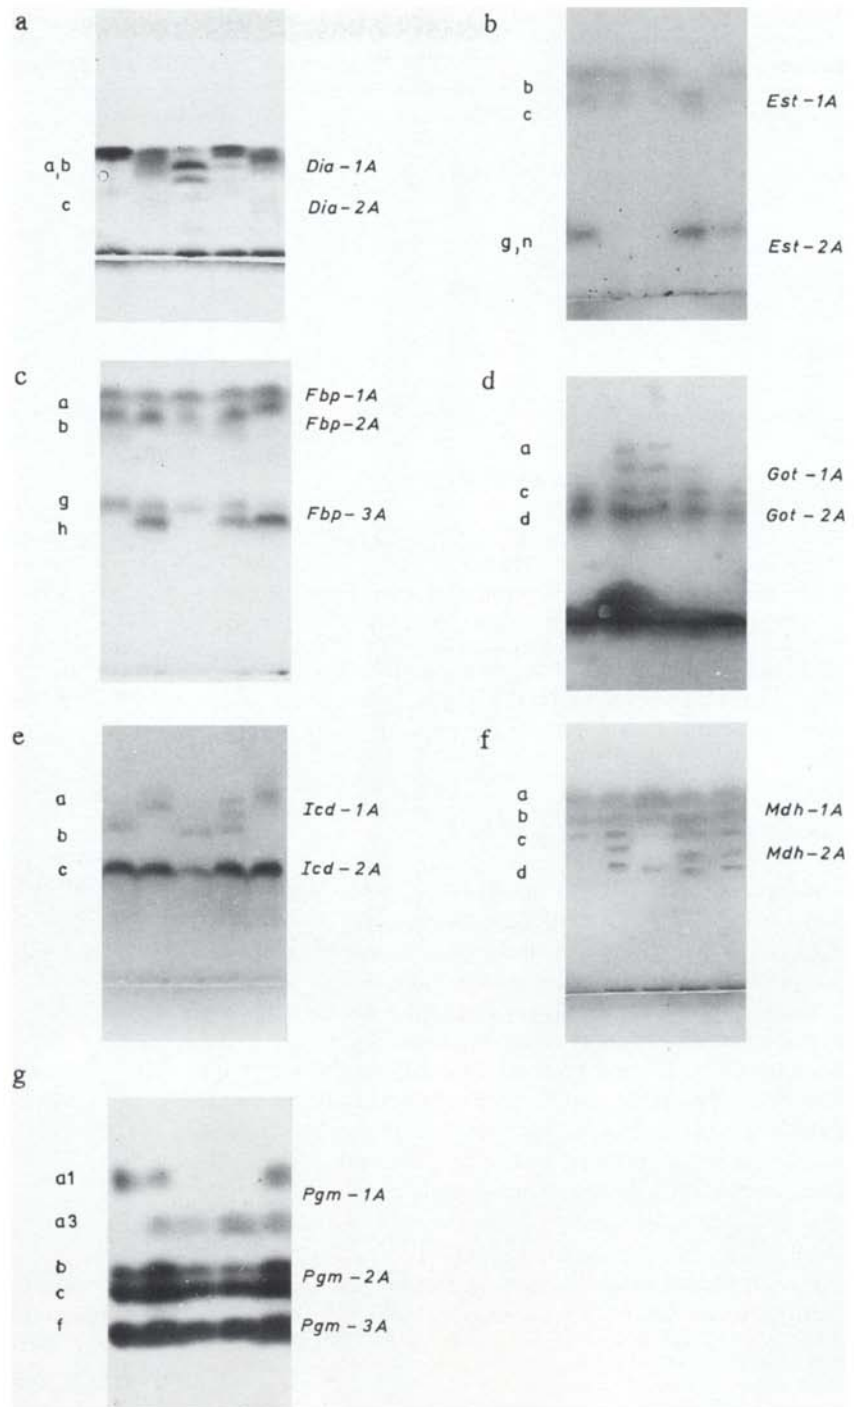 a
a,b
c
Dia-1A
Dia-2A
b
b
c
g,n
Est-1A
Est-2A
c
a
b
g
h
Fbp-1A
Fbp-2A
Fbp-3A
d
a
c
d
Got-1A
Got-2A
e
a
b
c
Icd-1A
Icd-2A
f
a
b
c
d
Mdh-1A
Mdh-2A
g
a1
a3
b
c
f
Pgm-1A
Pgm-2A
Pgm-3A